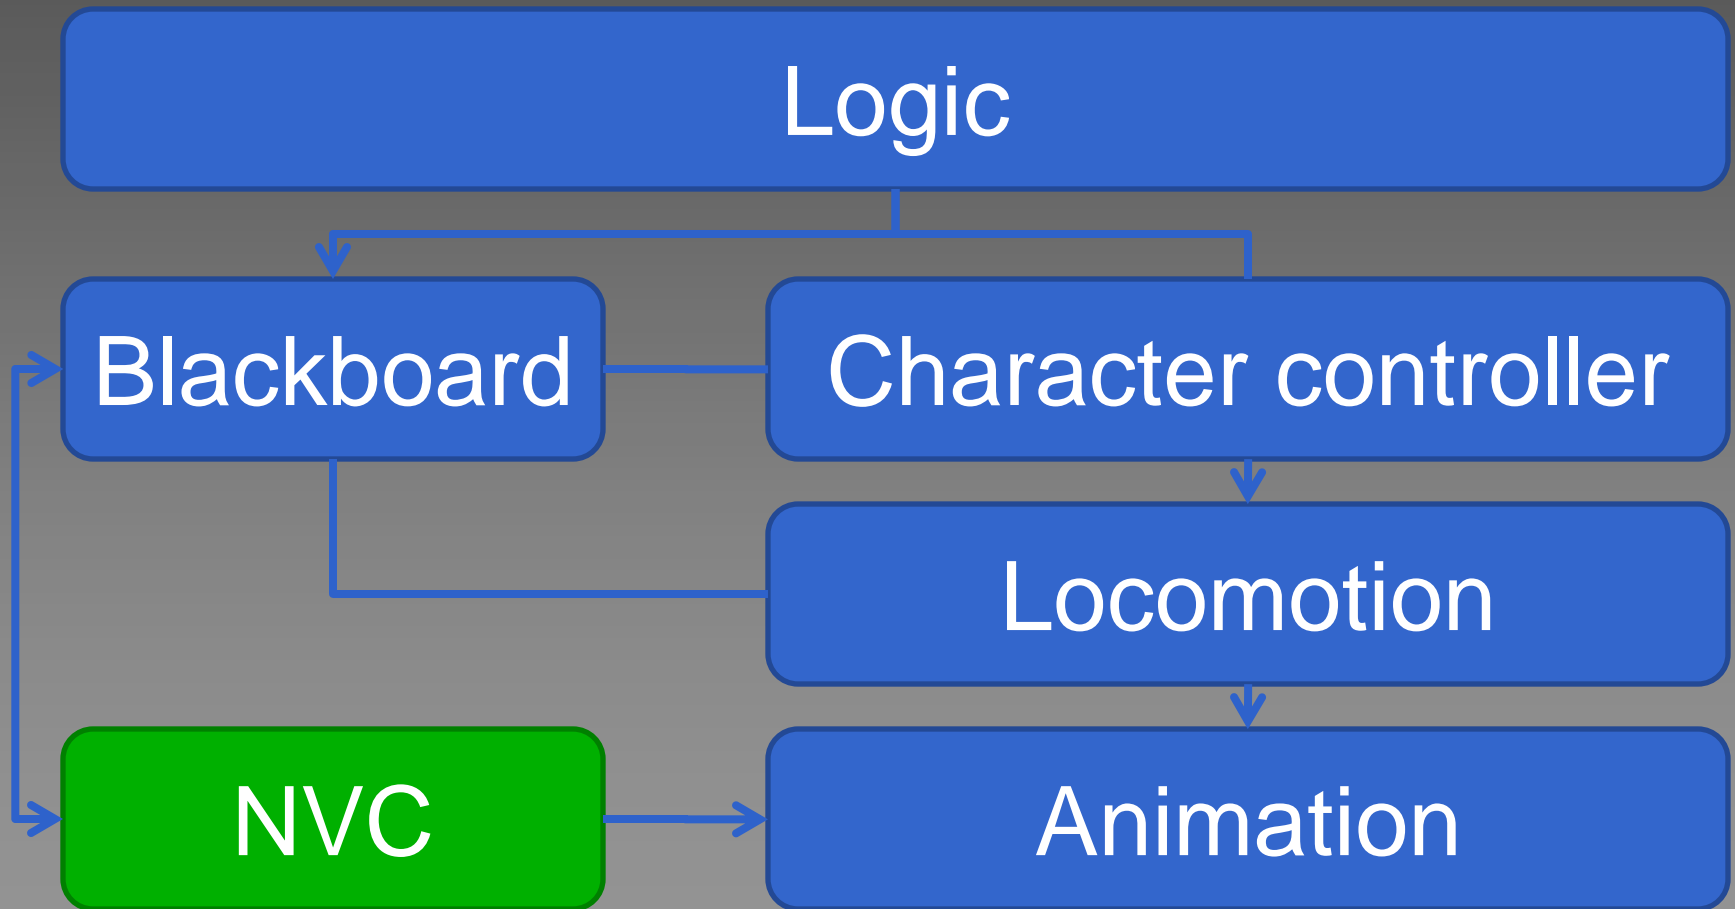 Logic
Blackboard
Character controller
Locomotion
NVC
Animation